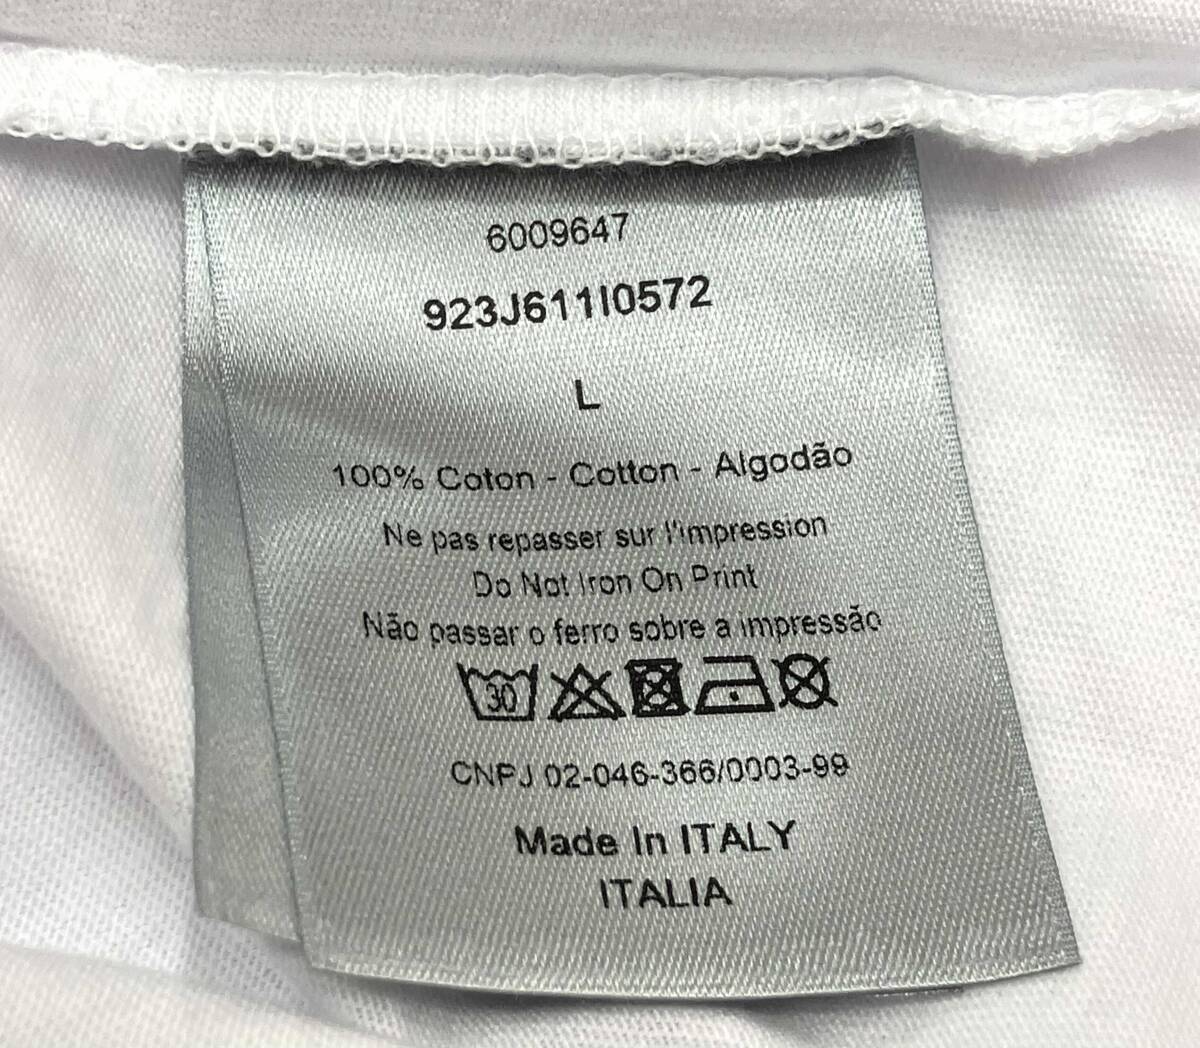 6009647
923J611I0572
L
100% Coton - Cotton - Algodão
Ne pas repasser sur l'impression
Do Not Iron On Print
Não passar o ferro sobre a impressão
30
CNPJ 02-046-366/0003-99
Made In ITALY
ITALIA